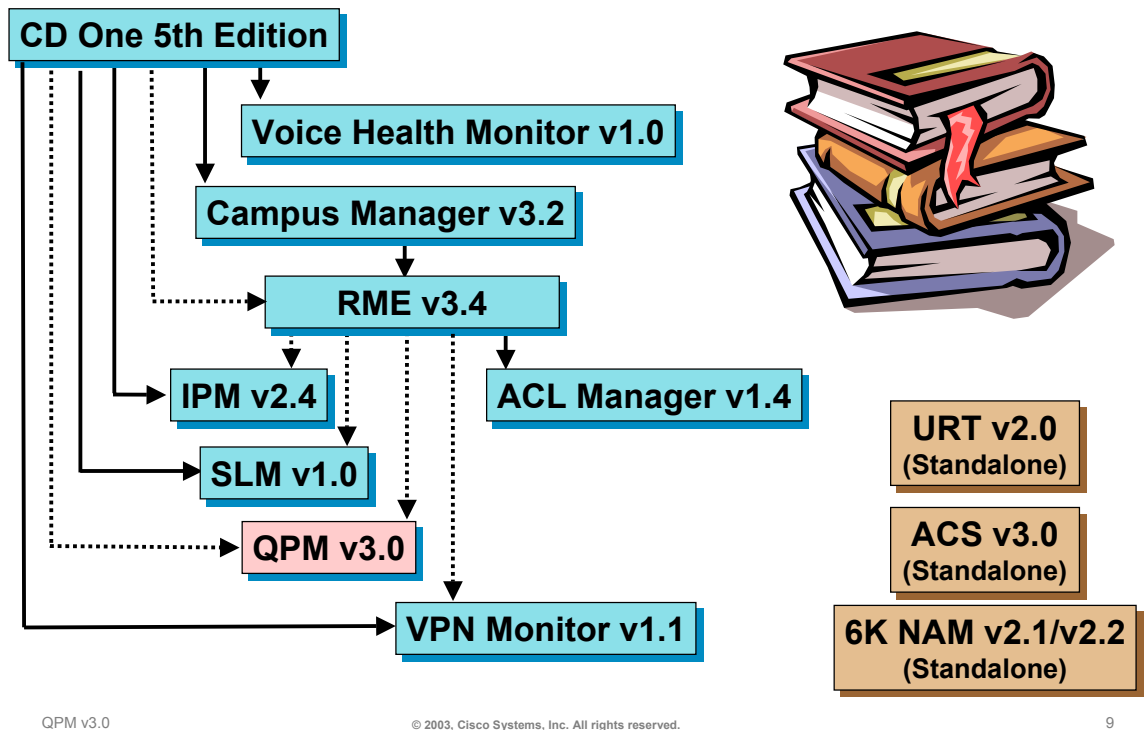 CD One 5th Edition
Voice Health Monitor v1.0
Campus Manager v3.2
RME v3.4
IPM v2.4
ACL Manager v1.4
SLM v1.0
QPM v3.0
VPN Monitor v1.1
URT v2.0
(Standalone)
ACS v3.0
(Standalone)
6K NAM v2.1/v2.2
(Standalone)
QPM v3.0
© 2003, Cisco Systems, Inc. All rights reserved.
9